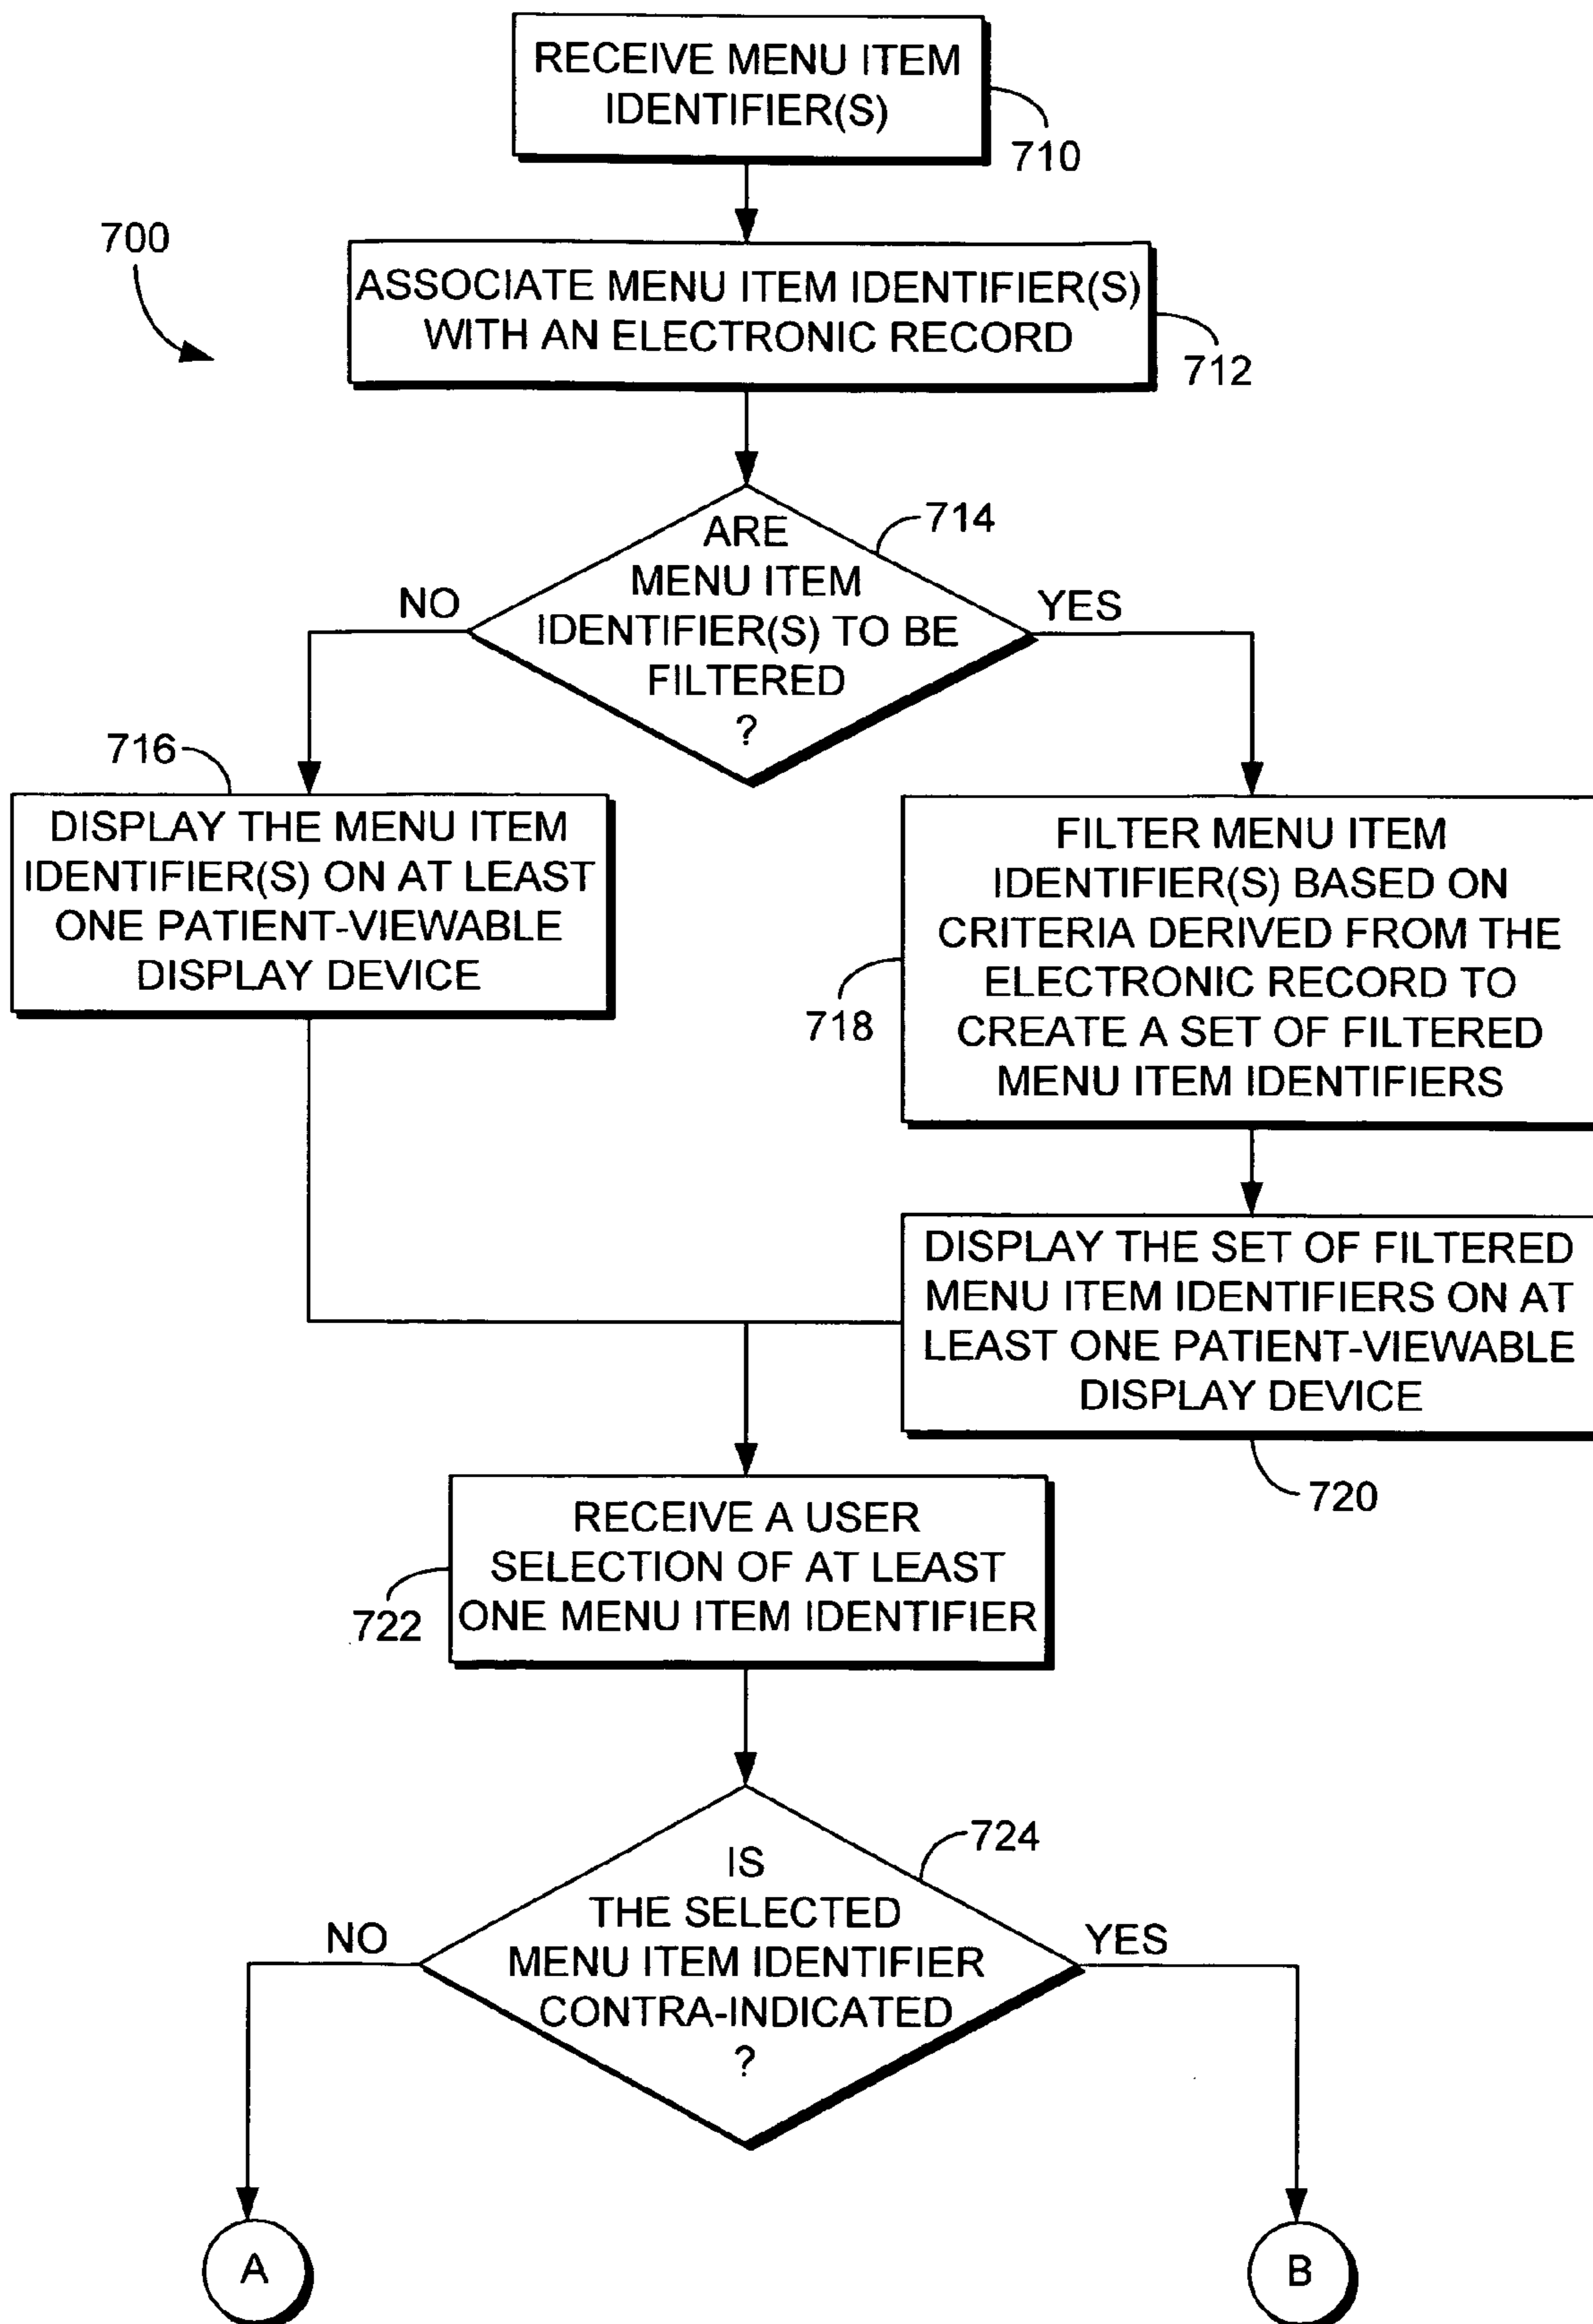 RECEIVE MENU ITEM
IDENTIFIER(S)
710
700
ASSOCIATE MENU ITEM IDENTIFIER(S)
WITH AN ELECTRONIC RECORD
712
714
ARE
MENU ITEM
IDENTIFIER(S) TO BE
FILTERED
?
NO
YES
716
DISPLAY THE MENU ITEM
IDENTIFIER(S) ON AT LEAST
ONE PATIENT-VIEWABLE
DISPLAY DEVICE
FILTER MENU ITEM
IDENTIFIER(S) BASED ON
CRITERIA DERIVED FROM THE
ELECTRONIC RECORD TO
CREATE A SET OF FILTERED
MENU ITEM IDENTIFIERS
718
DISPLAY THE SET OF FILTERED
MENU ITEM IDENTIFIERS ON AT
LEAST ONE PATIENT-VIEWABLE
DISPLAY DEVICE
720
RECEIVE A USER
SELECTION OF AT LEAST
ONE MENU ITEM IDENTIFIER
722
724
IS
THE SELECTED
MENU ITEM IDENTIFIER
CONTRA-INDICATED
?
NO
YES
A
B